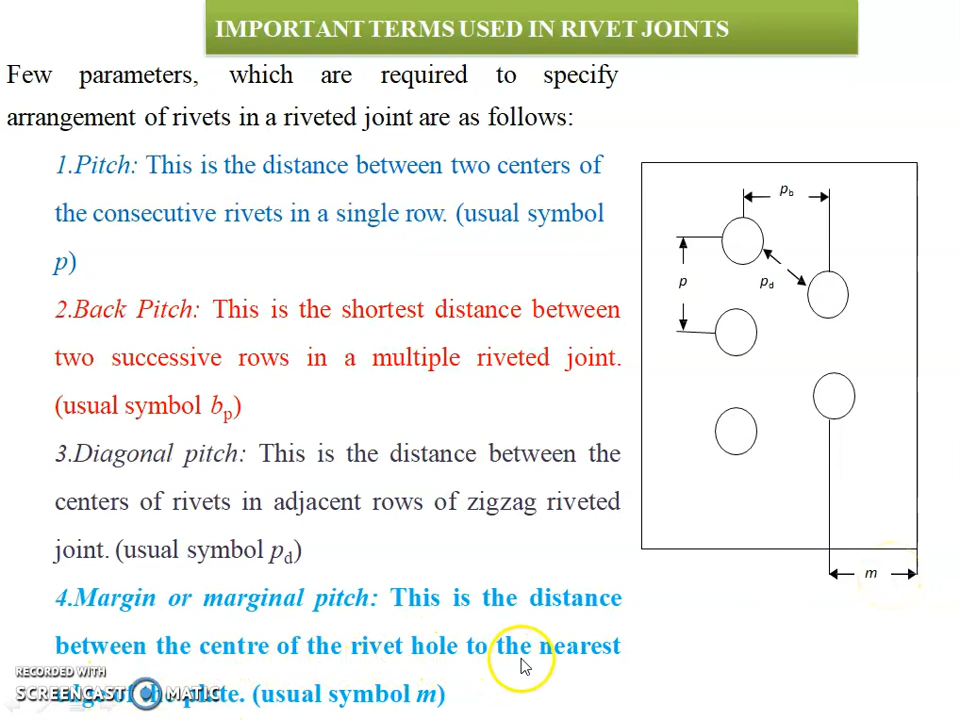 IMPORTANT TERMS USED IN RIVET JOINTS
Few parameters, which are required to specify
arrangement of rivets in a riveted joint are as follows:
1.Pitch: This is the distance between two centers of
the consecutive rivets in a single row. (usual symbol
p)
2.Back Pitch: This is the shortest distance between
two successive rows in a multiple riveted joint.
(usual symbol bp)
3.Diagonal pitch: This is the distance between the
centers of rivets in adjacent rows of zigzag riveted
joint. (usual symbol pd)
4.Margin or marginal pitch: This is the distance
between the centre of the rivet hole to the nearest
of the plate. (usual symbol m)
pb
p
pd
m
RECORDED WITH
SCREENCAST MATIC